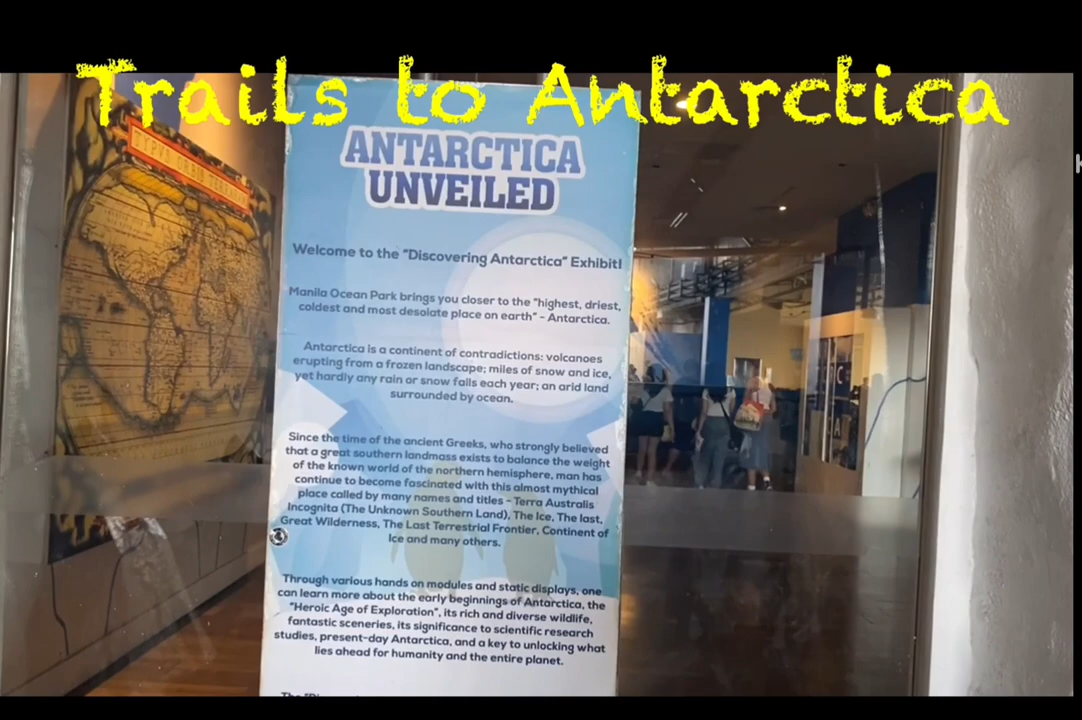 Trails to Antarctica
TYPVS ORBIS TERRARVM
ANTARCTICA
UNVEILED
Welcome to the "Discovering Antarctica" Exhibit!
Manila Ocean Park brings you closer to the "highest, driest,
coldest and most desolate place on earth" - Antarctica.
Antarctica is a continent of contradictions: volcanoes
erupting from a frozen landscape; miles of snow and ice,
yet hardly any rain or snow falls each year; an arid land
surrounded by ocean.
Since the time of the ancient Greeks, who strongly believed
that a great southern landmass exists to balance the weight
of the known world of the northern hemisphere, man has
continue to become fascinated with this almost mythical
place called by many names and titles - Terra Australis
Incognita (The Unknown Southern Land), The Ice, The last,
Great Wilderness, The Last Terrestrial Frontier, Continent of
Ice and many others.
Through various hands on modules and static displays, one
can learn more about the early beginnings of Antarctica, the
"Heroic Age of Exploration", its rich and diverse wildlife,
fantastic sceneries, its significance to scientific research
studies, present-day Antarctica, and a key to unlocking what
lies ahead for humanity and the entire planet.